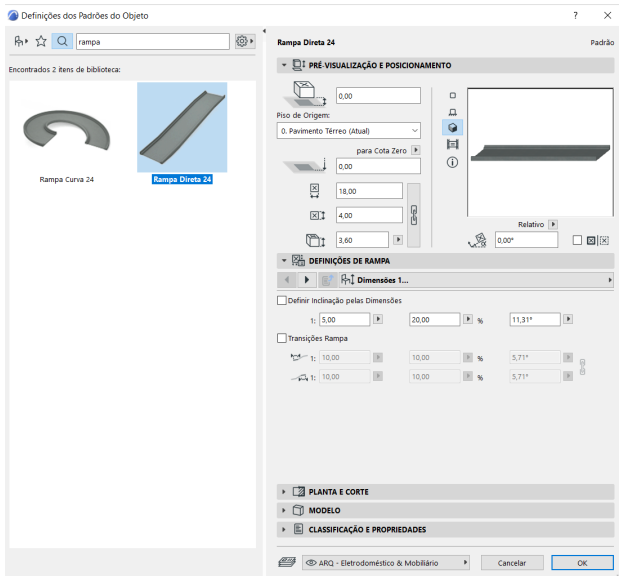 Definições dos Padrões do Objeto
? ×
rampa
Encontrados 2 itens de biblioteca:
Rampa Curva 24
Rampa Direta 24
Rampa Direta 24 Padrão
PRÉ-VISUALIZAÇÃO E POSICIONAMENTO
0,00
Piso de Origem:
0. Pavimento Térreo (Atual)
para Cota Zero
0,00
18,00
4,00
3,60
Relativo
0,00°
DEFINIÇÕES DE RAMPA
Dimensões 1...
Definir Inclinação pelas Dimensões
1: 5,00 20,00 % 11,31°
Transições Rampa
1: 10,00 10,00 % 5,71°
1: 10,00 10,00 % 5,71°
PLANTA E CORTE
MODELO
CLASSIFICAÇÃO E PROPRIEDADES
ARQ - Eletrodoméstico & Mobiliário
Cancelar OK